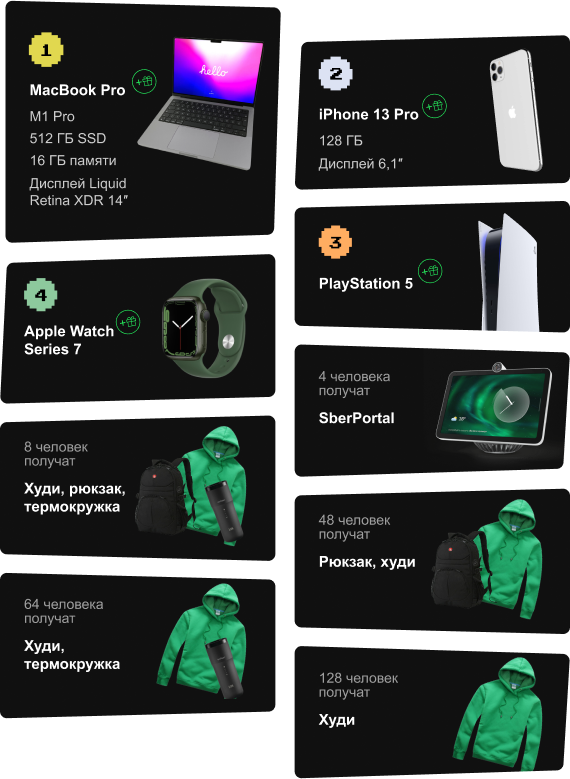 1
MacBook Pro
M1 Pro
512 ГБ SSD
16 ГБ памяти
Дисплей Liquid
Retina XDR 14″
hello
2
iPhone 13 Pro
128 ГБ
Дисплей 6,1″
3
PlayStation 5
4
Apple Watch
Series 7
4 человека
получат
SberPortal
8 человек
получат
Худи, рюкзак,
термокружка
48 человек
получат
Рюкзак, худи
64 человека
получат
Худи,
термокружка
128 человек
получат
Худи